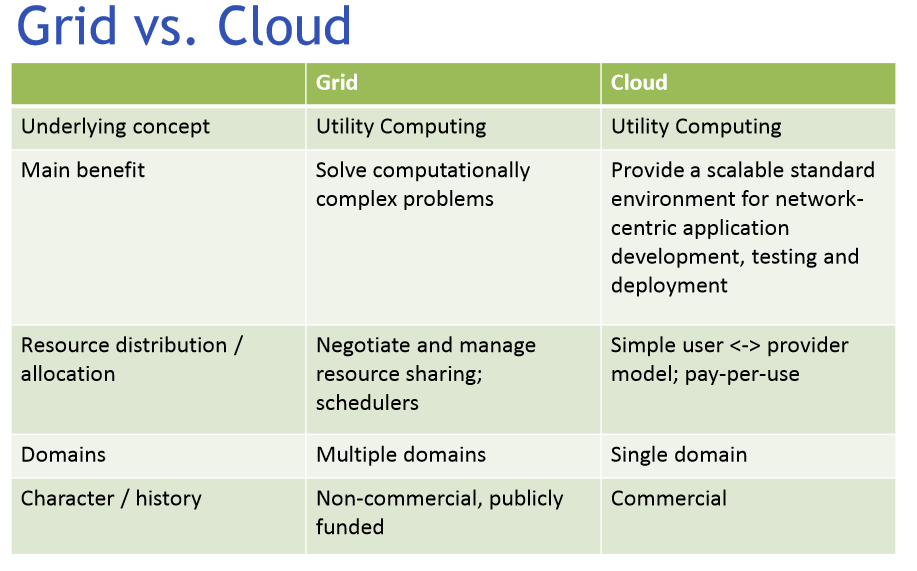 Grid vs. Cloud
Grid
Cloud
Underlying concept
Utility Computing
Utility Computing
Main benefit
Solve computationally
complex problems
Provide a scalable standard
environment for network-
centric application
development, testing and
deployment
Resource distribution /
allocation
Negotiate and manage
resource sharing;
schedulers
Simple user <-> provider
model; pay-per-use
Domains
Multiple domains
Single domain
Character / history
Non-commercial, publicly
funded
Commercial